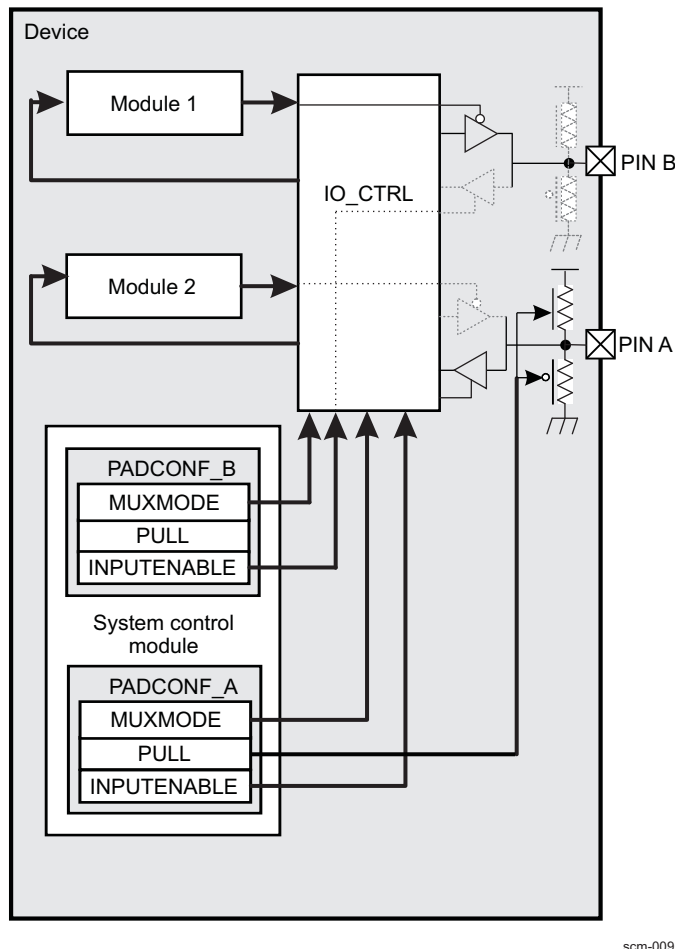 Device
Module 1
PIN B
IO_CTRL
Module 2
PIN A
PADCONF_B
MUXMODE
PULL
INPUTENABLE
System control
module
PADCONF_A
MUXMODE
PULL
INPUTENABLE
scm-009